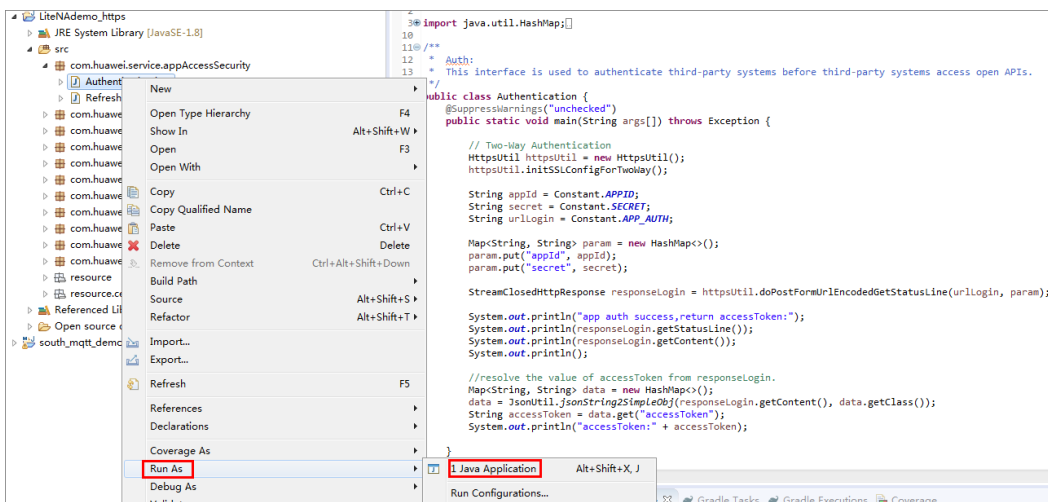 LiteNAdemo_https
JRE System Library [JavaSE-1.8]
src
com.huawei.service.appAccessSecurity
Authent
Refresh
com.huawe
com.huawe
com.huawe
com.huawe
com.huawe
com.huawe
com.huawe
com.huawe
com.huawe
com.huawe
resource
resource.ce
Referenced Li
Open source c
south_mqtt_demo
New
Open Type Hierarchy F4
Show In Alt+Shift+W
Open F3
Open With
Copy Ctrl+C
Copy Qualified Name
Paste Ctrl+V
Delete Delete
Remove from Context Ctrl+Alt+Shift+Down
Build Path
Source Alt+Shift+S
Refactor Alt+Shift+T
Import...
Export...
Refresh F5
References
Declarations
Coverage As
Run As
Debug As
1 Java Application Alt+Shift+X, J
Run Configurations...
2
3 import java.util.HashMap;
10
11 /**
12 * Auth:
13 * This interface is used to authenticate third-party systems before third-party systems access open APIs.
*/
public class Authentication {
@SuppressWarnings("unchecked")
public static void main(String args[]) throws Exception {
// Two-Way Authentication
HttpsUtil httpsUtil = new HttpsUtil();
httpsUtil.initSSLConfigForTwoWay();
String appId = Constant.APPID;
String secret = Constant.SECRET;
String urlLogin = Constant.APP_AUTH;
Map<String, String> param = new HashMap<>();
param.put("appId", appId);
param.put("secret", secret);
StreamClosedHttpResponse responseLogin = httpsUtil.doPostFormUrlEncodedGetStatusLine(urlLogin, param);
System.out.println("app auth success,return accessToken:");
System.out.println(responseLogin.getStatusLine());
System.out.println(responseLogin.getContent());
System.out.println();
//resolve the value of accessToken from responseLogin.
Map<String, String> data = new HashMap<>();
data = JsonUtil.jsonString2SimpleObj(responseLogin.getContent(), data.getClass());
String accessToken = data.get("accessToken");
System.out.println("accessToken:" + accessToken);
}
Gradle Tasks Gradle Executions Coverage